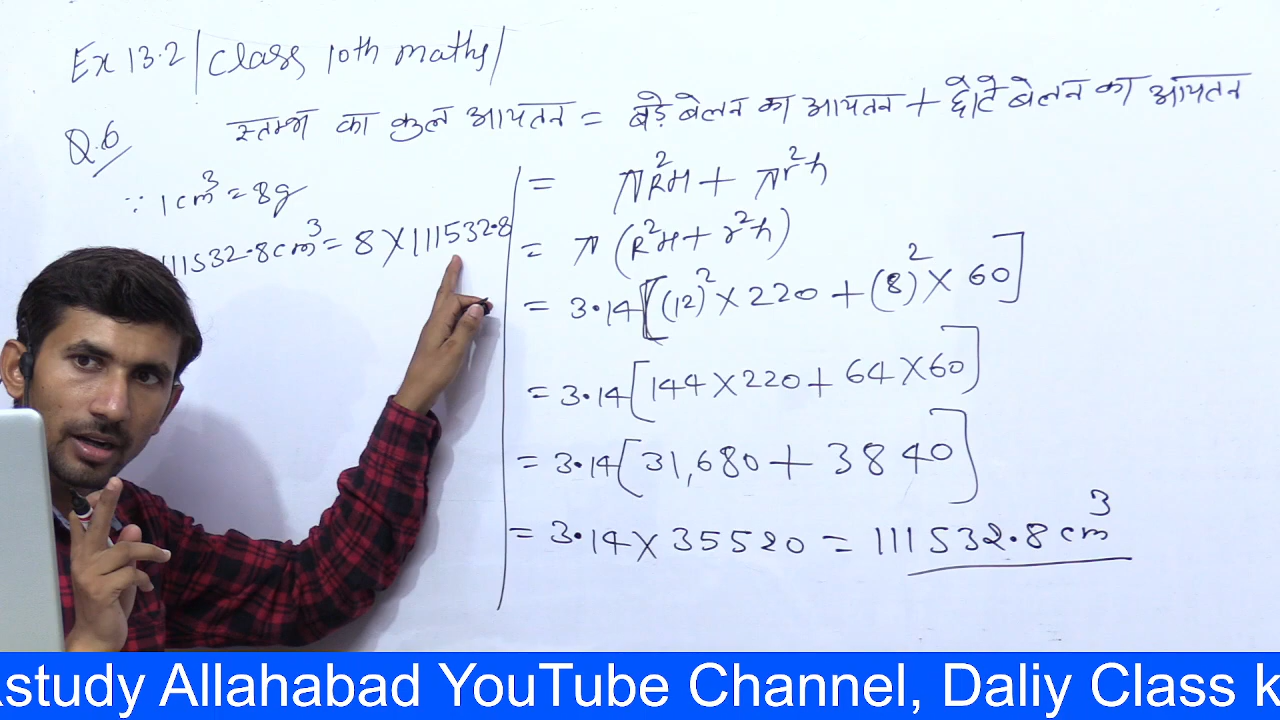 Ex 13.2 | Class 10th maths |
Q.6
स्तम्भ का कुल आयतन = बड़े बेलन का आयतन + छोटे बेलन का आयतन
∵ 1cm³ = 8g
111532.8cm³ = 8 × 111532.8
= πR²H + πr²h
= π (R²H + r²h)
= 3.14 [(12)² × 220 + (8)² × 60]
= 3.14 [144 × 220 + 64 × 60]
= 3.14 [31,680 + 3840]
= 3.14 × 35520 = 111532.8 cm³
study Allahabad YouTube Channel, Daliy Class k